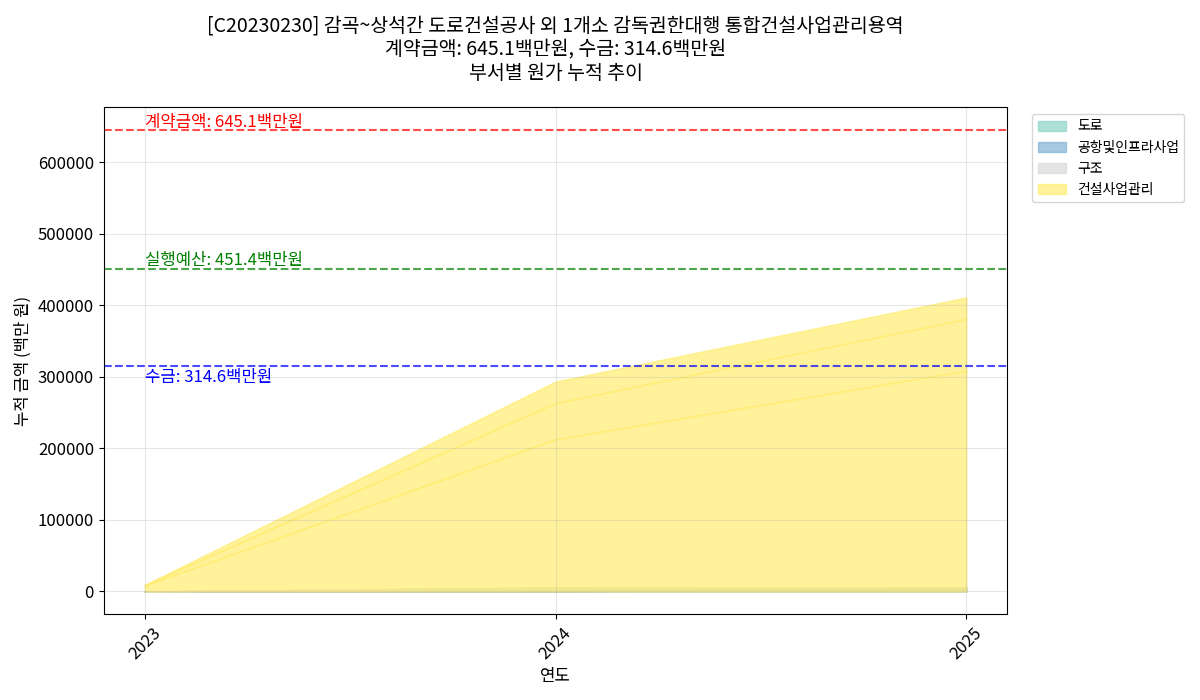 [C20230230] 감곡~상석간 도로건설공사 외 1개소 감독권한대행 통합건설사업관리용역
계약금액: 645.1백만원, 수금: 314.6백만원
부서별 원가 누적 추이
계약금액: 645.1백만원
실행예산: 451.4백만원
수금: 314.6백만원
도로
공항및인프라사업
구조
건설사업관리
누적 금액 (백만 원)
600000
500000
400000
300000
200000
100000
0
2023
2024
2025
연도